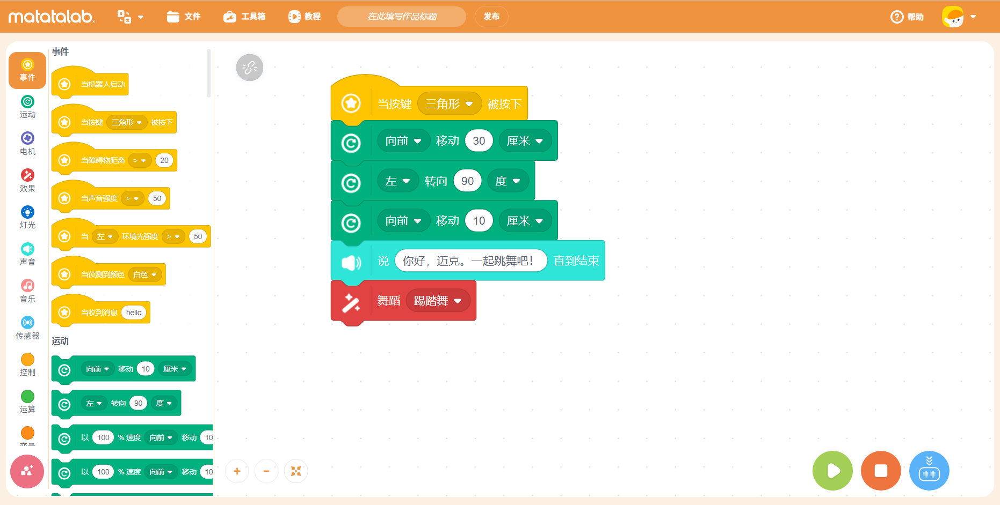 matatalab
文件
工具箱
教程
在此填写作品标题
发布
帮助
事件
运动
电机
效果
灯光
声音
音乐
传感器
控制
运算
变量
事件
当机器人启动
当按键 三角形 被按下
当障碍物距离 > 20
当声音强度 > 50
当 左 环境光强度 > 50
当侦测到颜色 白色
当收到消息 hello
运动
向前 移动 10 厘米
左 转向 90 度
以 100 % 速度 向前 移动 10
以 100 % 速度 向前 移动 10
当按键 三角形 被按下
向前 移动 30 厘米
左 转向 90 度
向前 移动 10 厘米
说 你好，迈克。一起跳舞吧！ 直到结束
舞蹈 踢踏舞